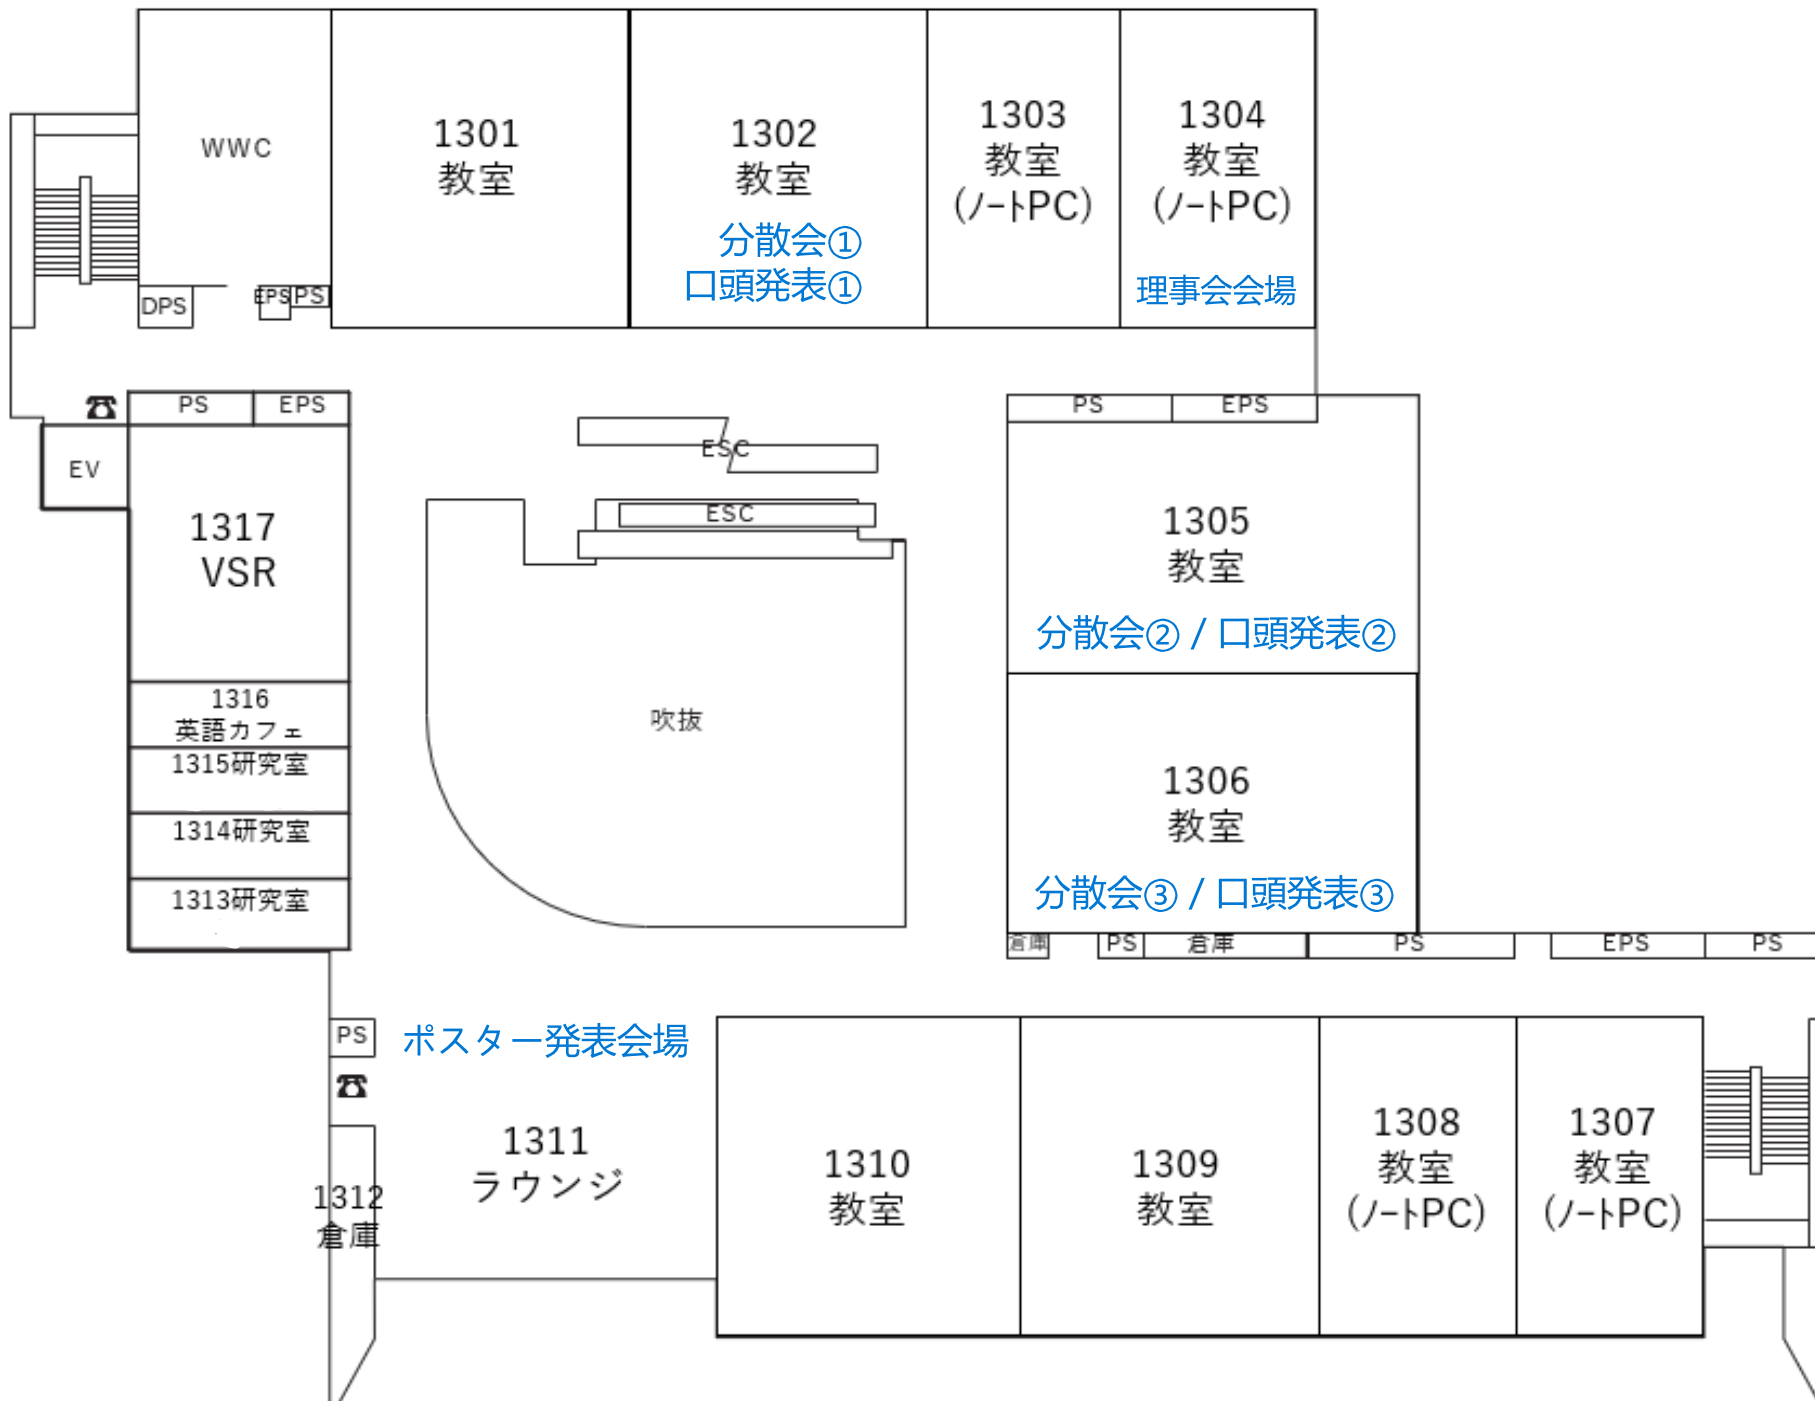 WWC
1301
教室
1302
教室
分散会①
口頭発表①
1303
教室
(ﾉｰﾄPC)
1304
教室
(ﾉｰﾄPC)
理事会会場
DPS
EPS
PS
PS
EPS
EV
1317
VSR
1316
英語カフェ
1315研究室
1314研究室
1313研究室
ESC
ESC
吹抜
PS
EPS
1305
教室
分散会② / 口頭発表②
1306
教室
分散会③ / 口頭発表③
倉庫
PS
倉庫
PS
EPS
PS
PS
ポスター発表会場
1311
ラウンジ
1312
倉庫
1310
教室
1309
教室
1308
教室
(ﾉｰﾄPC)
1307
教室
(ﾉｰﾄPC)